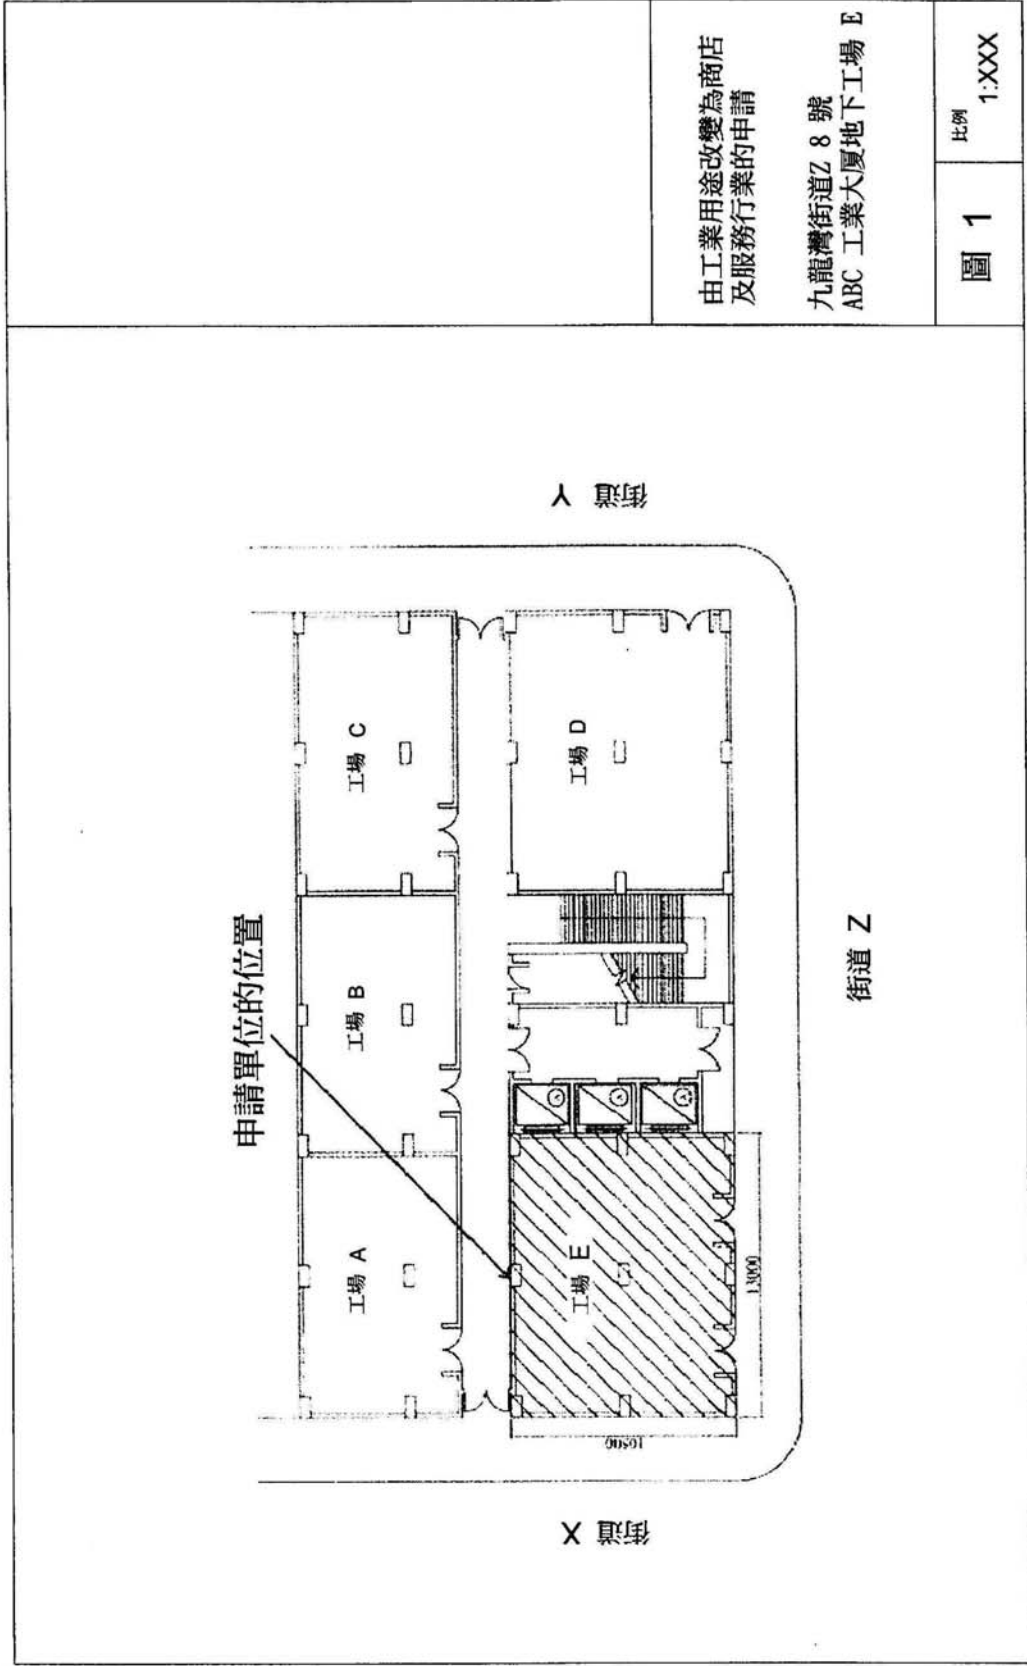 申請單位的位置
工場 A
工場 B
工場 C
工場 E
工場 D
10500
13000
街道 X
街道 Y
街道 Z
由工業用途改變為商店
及服務行業的申請
九龍灣街道Z 8 號
ABC 工業大廈地下工場 E
圖 1
比例
1:XXX